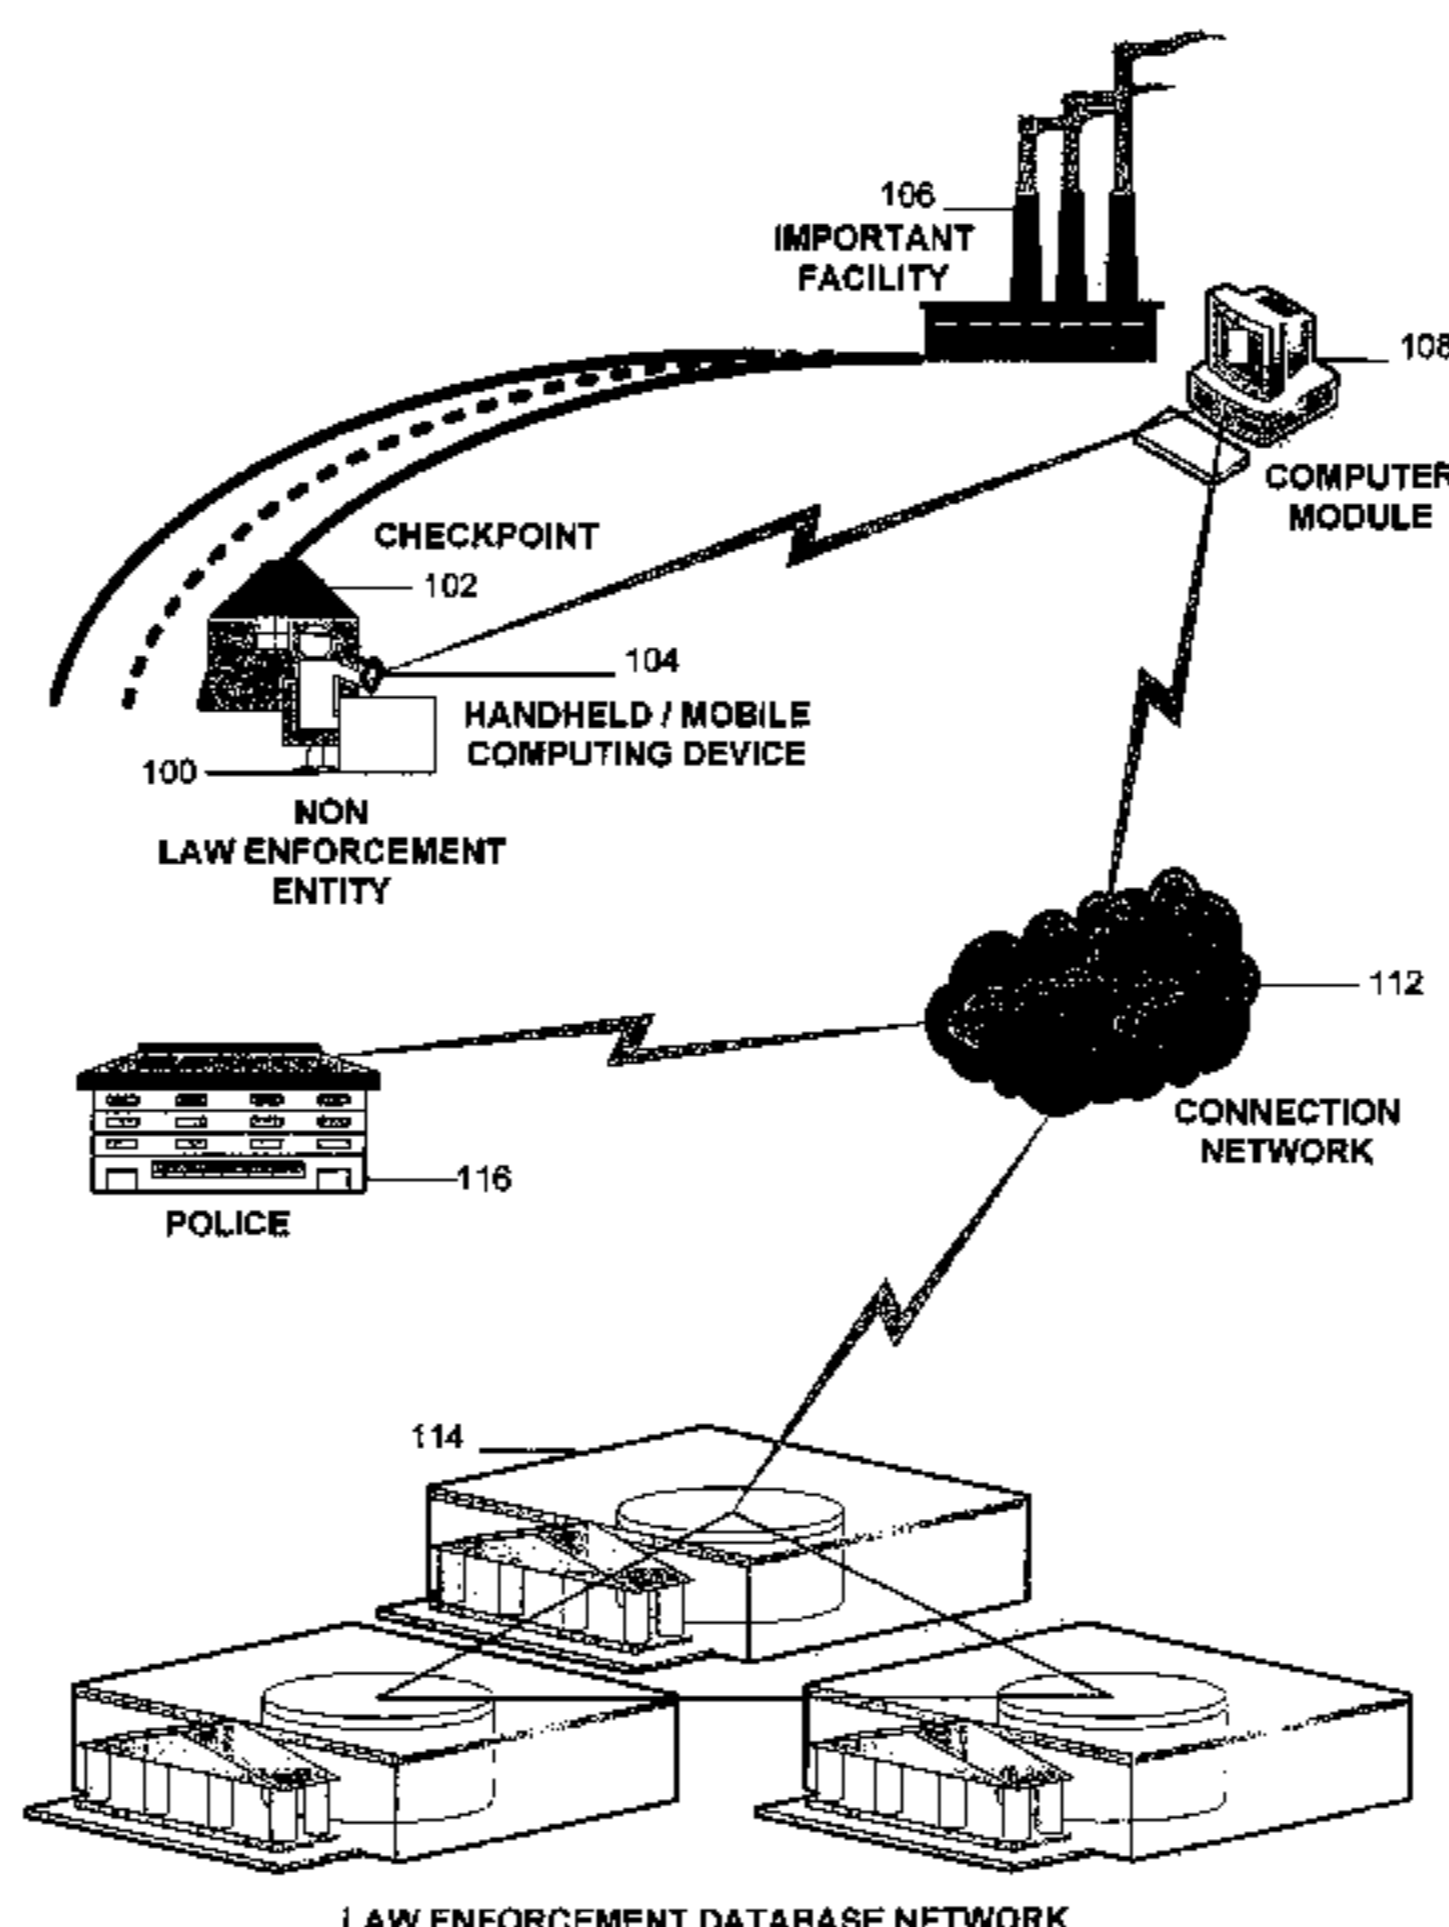 106
IMPORTANT
FACILITY
108
COMPUTER
MODULE
CHECKPOINT
102
104
HANDHELD / MOBILE
COMPUTING DEVICE
100
NON
LAW ENFORCEMENT
ENTITY
112
CONNECTION
NETWORK
116
POLICE
114
LAW ENFORCEMENT DATABASE NETWORK